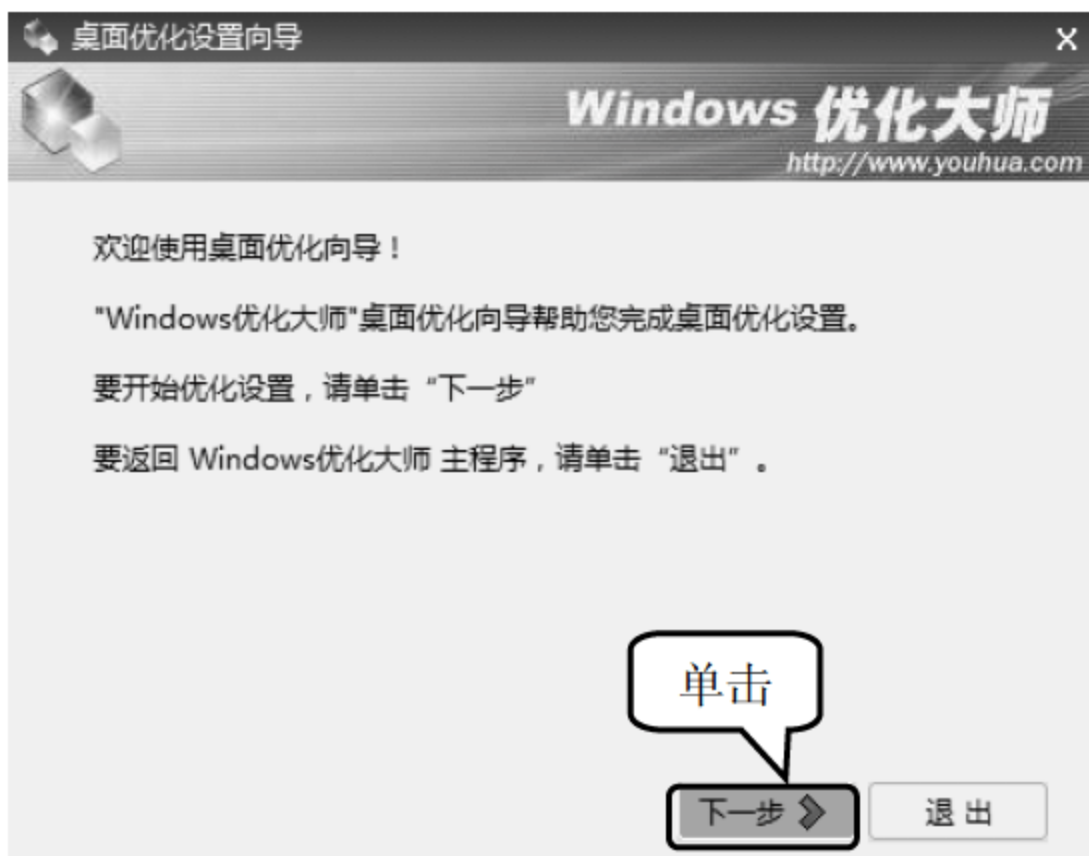 桌面优化设置向导
Windows 优化大师
http://www.youhua.com
欢迎使用桌面优化向导！
"Windows优化大师"桌面优化向导帮助您完成桌面优化设置。
要开始优化设置，请单击“下一步”
要返回 Windows优化大师 主程序，请单击“退出”。
单击
下一步
退出